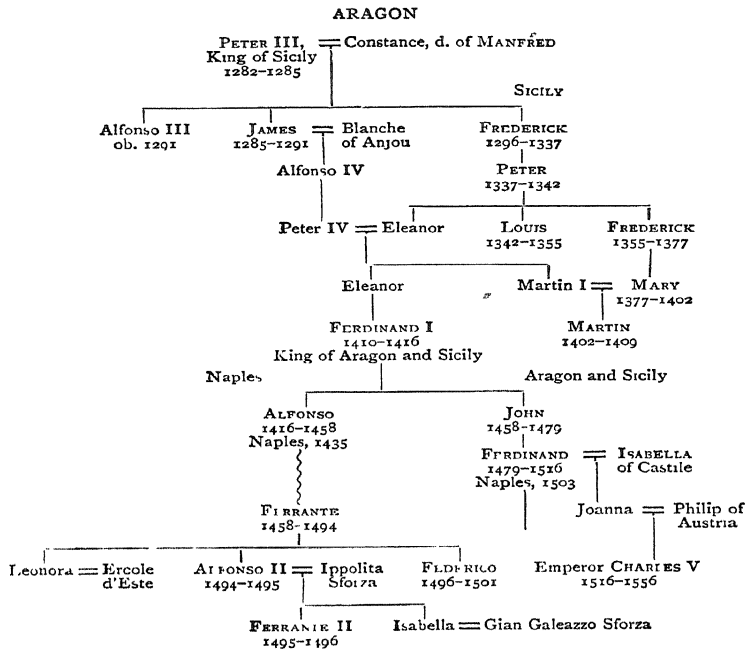 ARAGON
PETER III, = Constance, d. of MANFRED
King of Sicily
1282-1285
SICILY
Alfonso III JAMES = Blanche FREDERICK
ob. 1291 1285-1291 of Anjou 1296-1337
Alfonso IV PETER
1337-1342
Peter IV = Eleanor LOUIS FREDERICK
1342-1355 1355-1377
Eleanor Martin I = MARY
1377-1402
FERDINAND I MARTIN
1410-1416 1402-1409
King of Aragon and Sicily
Naples Aragon and Sicily
ALFONSO JOHN
1416-1458 1458-1479
Naples, 1435 FERDINAND = ISABELLA
1479-1516 of Castile
Naples, 1503
Joanna = Philip of
Austria
FERRANTE
1458-1494
Leonora = Ercole ALFONSO II = Ippolita FEDERICO Emperor CHARLES V
d'Este 1494-1495 Sforza 1496-1501 1516-1556
FERRANTE II Isabella = Gian Galeazzo Sforza
1495-1496